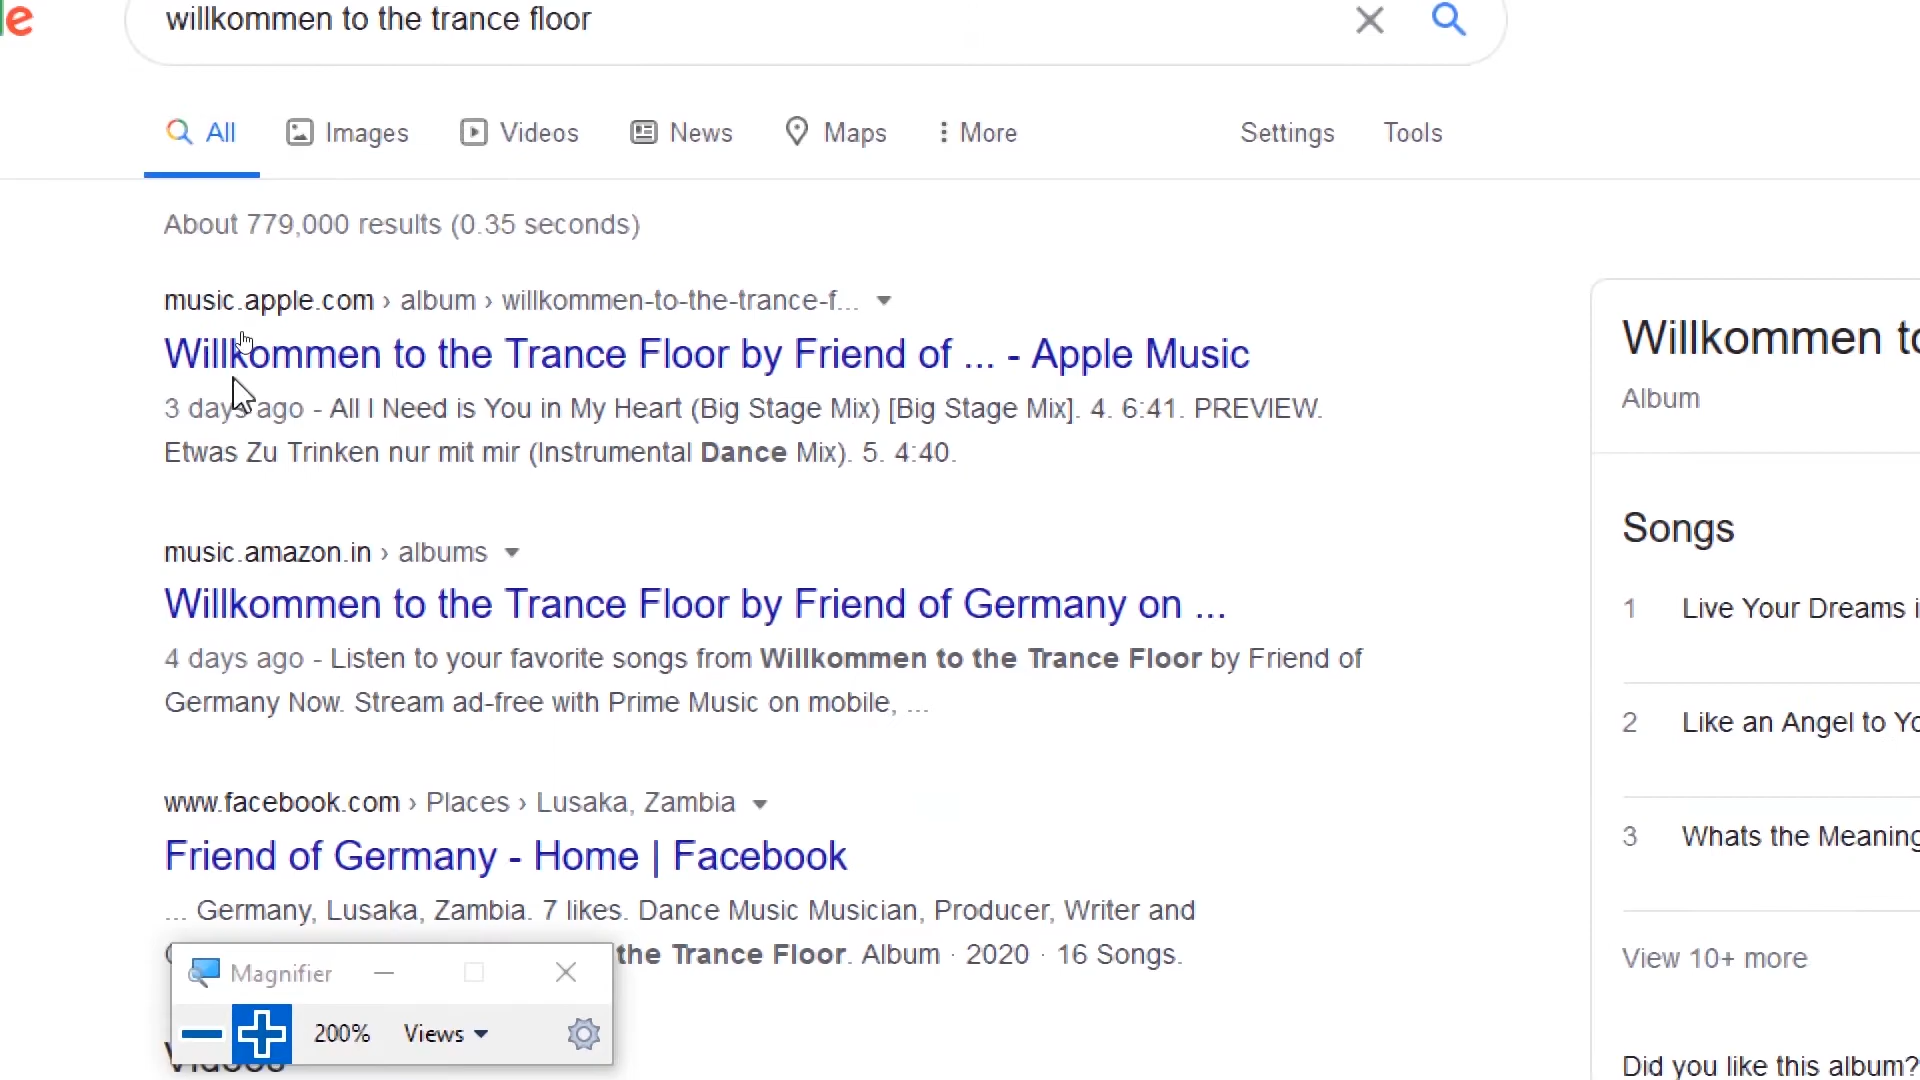 e
willkommen to the trance floor
All Images Videos News Maps More Settings Tools
About 779,000 results (0.35 seconds)
music.apple.com › album › willkommen-to-the-trance-f...
Willkommen to the Trance Floor by Friend of ... - Apple Music
3 days ago - All I Need is You in My Heart (Big Stage Mix) [Big Stage Mix]. 4. 6:41. PREVIEW.
Etwas Zu Trinken nur mit mir (Instrumental Dance Mix). 5. 4:40.
music.amazon.in › albums
Willkommen to the Trance Floor by Friend of Germany on ...
4 days ago - Listen to your favorite songs from Willkommen to the Trance Floor by Friend of
Germany Now. Stream ad-free with Prime Music on mobile, ...
www.facebook.com › Places › Lusaka, Zambia
Friend of Germany - Home | Facebook
... Germany, Lusaka, Zambia. 7 likes. Dance Music Musician, Producer, Writer and
the Trance Floor. Album · 2020 · 16 Songs.
Magnifier
200% Views
Willkommen to
Album
Songs
1 Live Your Dreams
2 Like an Angel to
3 Whats the Meaning
View 10+ more
Did you like this album?